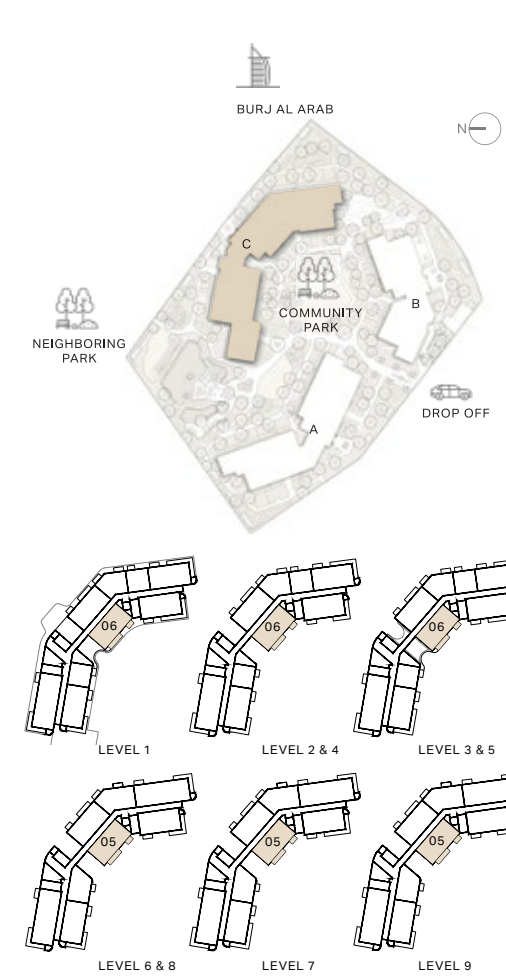 BURJ AL ARAB
N
C
B
COMMUNITY
PARK
NEIGHBORING
PARK
DROP OFF
A
06
06
06
LEVEL 1
LEVEL 2 & 4
LEVEL 3 & 5
05
05
05
LEVEL 6 & 8
LEVEL 7
LEVEL 9